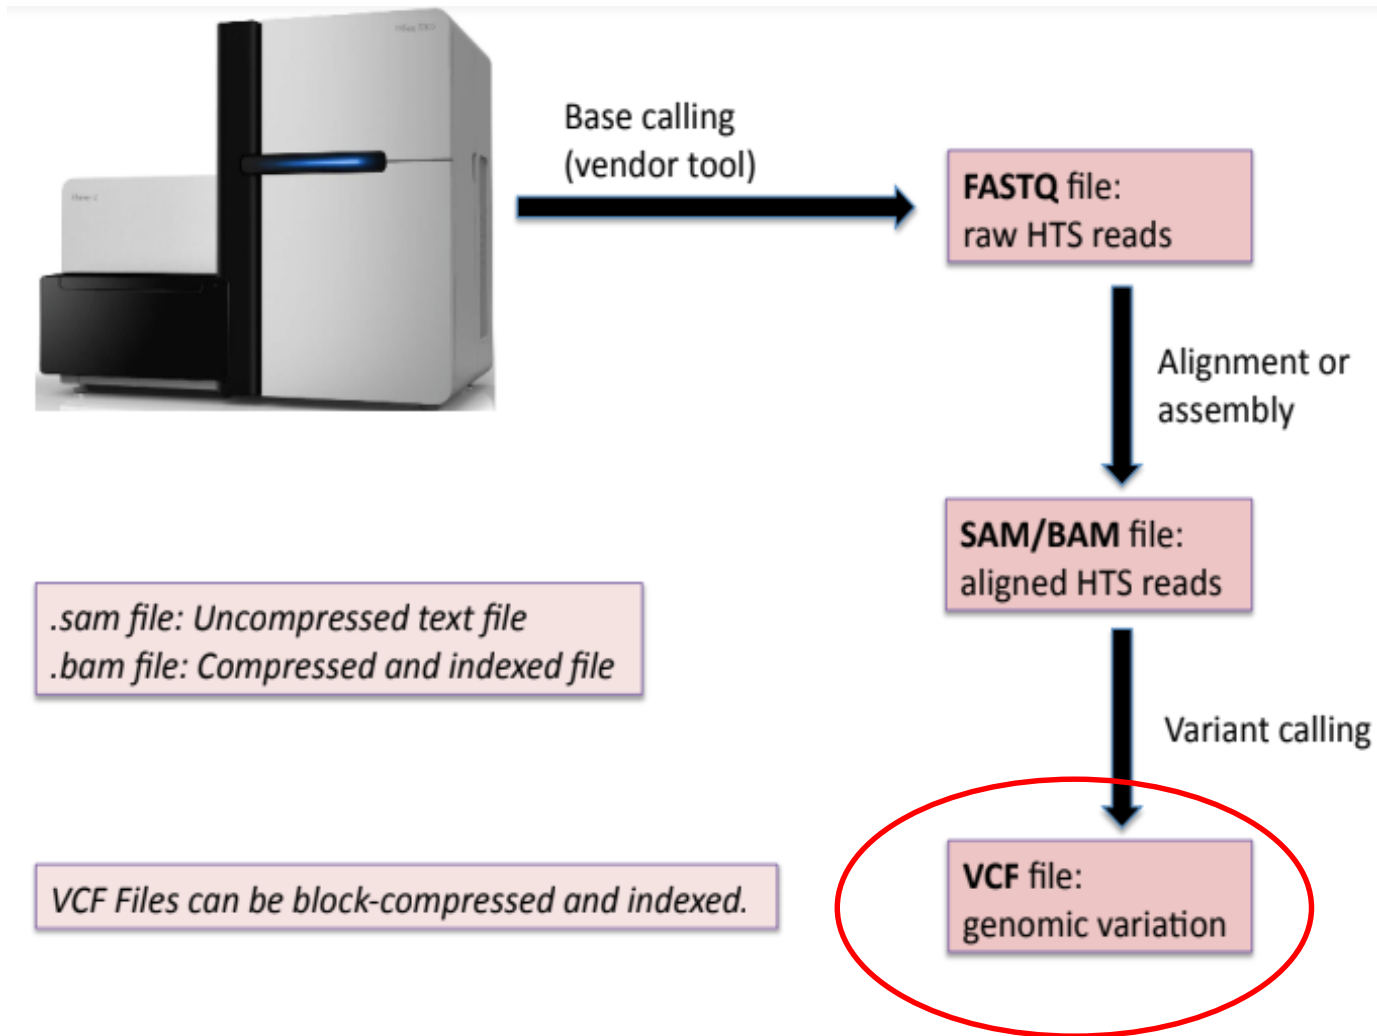 Base calling
(vendor tool)
FASTQ file:
raw HTS reads
Alignment or
assembly
SAM/BAM file:
aligned HTS reads
.sam file: Uncompressed text file
.bam file: Compressed and indexed file
Variant calling
VCF file:
genomic variation
VCF Files can be block-compressed and indexed.